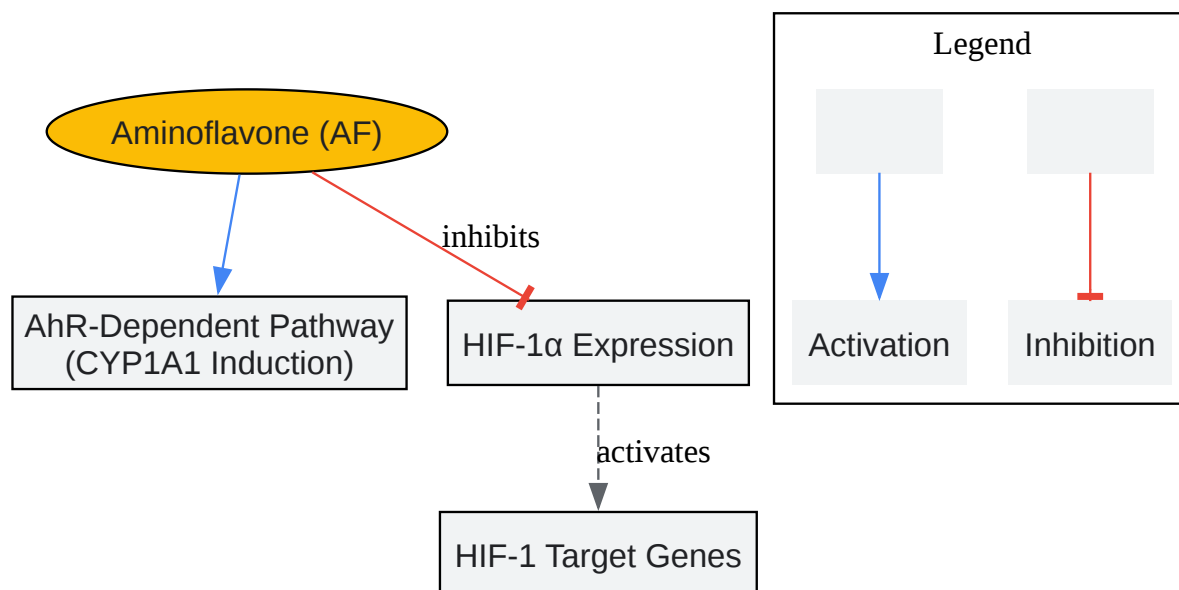 Legend
Aminoflavone (AF)
inhibits
AhR-Dependent Pathway
(CYP1A1 Induction)
HIF-1α Expression
Activation
Inhibition
activates
HIF-1 Target Genes